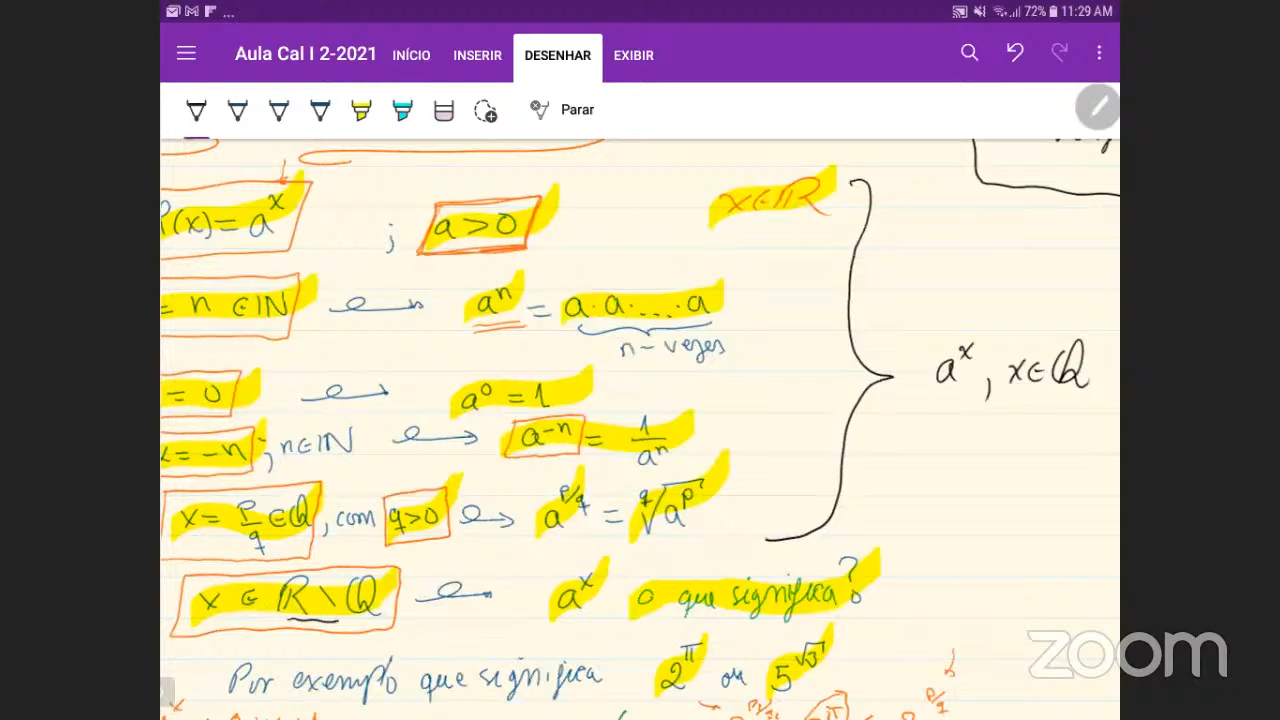 ... 72% 11:29 AM
Aula Cal I 2-2021 INÍCIO INSERIR DESENHAR EXIBIR
Parar
f(x) = a^x ; a > 0 x ∈ ℝ
= n ∈ ℕ a^n = a · a · ... · a
n-vezes
a^x, x ∈ ℚ
= 0 a^0 = 1
x = -n ; n ∈ ℕ a^-n = 1/a^n
x = p/q ∈ ℚ, com q > 0 a^p/q = q√a^p
x ∈ ℝ \ ℚ a^x o que significa?
Por exemplo que significa 2^π ou 5^√3
zoom